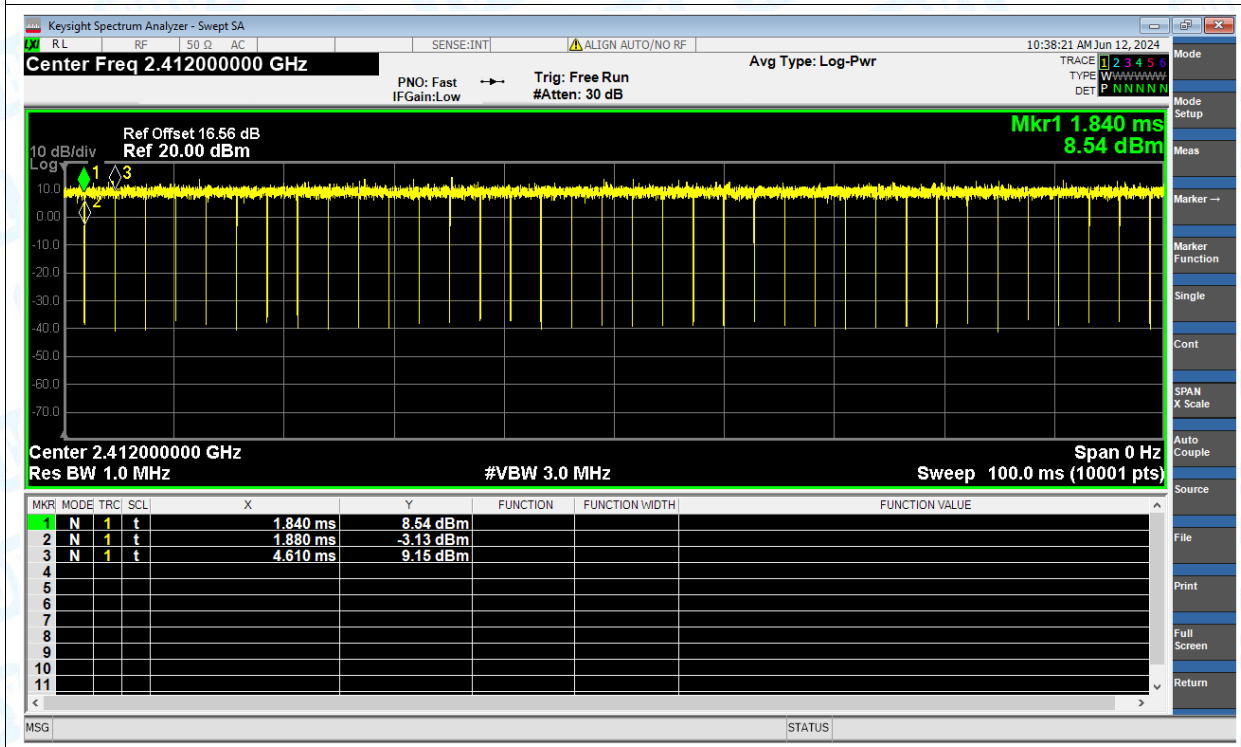 Keysight Spectrum Analyzer - Swept SA
LXI RL RF 50 Ω AC SENSE:INT ALIGN AUTO/NO RF 10:38:21 AM Jun 12, 2024
Center Freq 2.412000000 GHz
PNO: Fast
IFGain:Low
Trig: Free Run
#Atten: 30 dB
Avg Type: Log-Pwr
TRACE 1 2 3 4 5 6
TYPE WWWWWW
DET P N N N N N
Mkr1 1.840 ms
8.54 dBm
Ref Offset 16.56 dB
10 dB/div Ref 20.00 dBm
Log
1 3
10.0
2
0.00
-10.0
-20.0
-30.0
-40.0
-50.0
-60.0
-70.0
Center 2.412000000 GHz Span 0 Hz
Res BW 1.0 MHz #VBW 3.0 MHz Sweep 100.0 ms (10001 pts)
MKR MODE TRC SCL X Y FUNCTION FUNCTION WIDTH FUNCTION VALUE
1 N 1 t 1.840 ms 8.54 dBm
2 N 1 t 1.880 ms -3.13 dBm
3 N 1 t 4.610 ms 9.15 dBm
4
5
6
7
8
9
10
11
MSG STATUS
Mode
Mode
Setup
Meas
Marker →
Marker
Function
Single
Cont
SPAN
X Scale
Auto
Couple
Source
File
Print
Full
Screen
Return